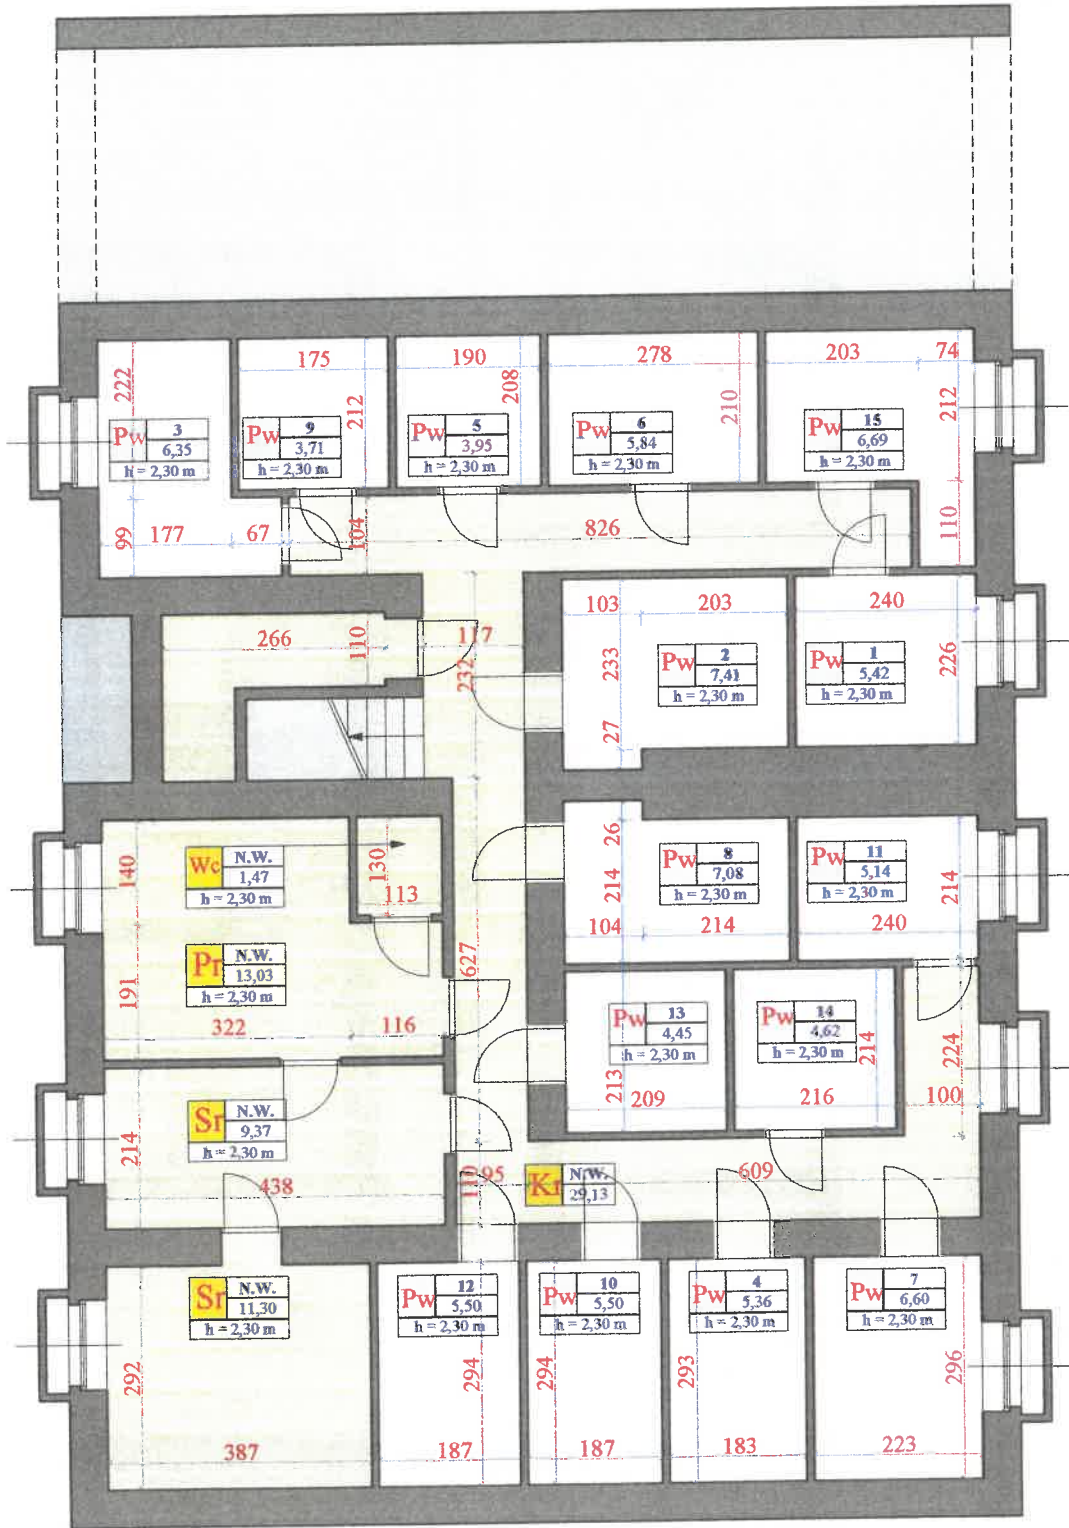 175
190
278
203
74
222
212
208
210
212
Pw 3
6,35
h = 2,30 m
Pw 9
3,71
h = 2,30 m
Pw 5
3,95
h = 2,30 m
Pw 6
5,84
h = 2,30 m
Pw 15
6,69
h = 2,30 m
99
177
67
104
826
110
266
110
117
232
103
203
240
233
27
226
Pw 2
7,41
h = 2,30 m
Pw 1
5,42
h = 2,30 m
140
Wc N.W.
1,47
h = 2,30 m
130
113
26
214
Pw 8
7,08
h = 2,30 m
Pw 11
5,14
h = 2,30 m
214
104
214
240
191
Pr N.W.
13,03
h = 2,30 m
322
116
627
Pw 13
4,45
h = 2,30 m
Pw 14
4,62
h = 2,30 m
213
209
214
216
224
100
214
Sr N.W.
9,37
h = 2,30 m
438
110
95
Kr N.W.
29,13
609
Sr N.W.
11,30
h = 2,30 m
Pw 12
5,50
h = 2,30 m
Pw 10
5,50
h = 2,30 m
Pw 4
5,36
h = 2,30 m
Pw 7
6,60
h = 2,30 m
292
294
294
293
296
387
187
187
183
223